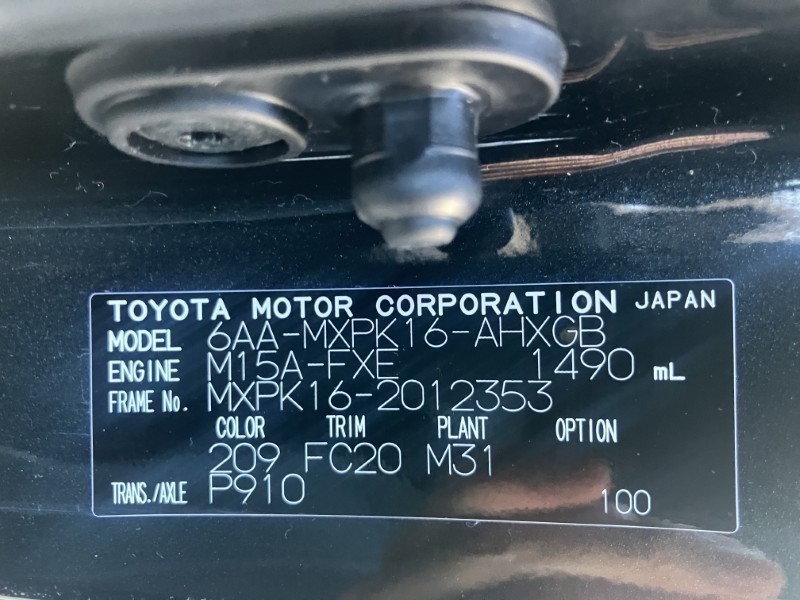 TOYOTA MOTOR CORPORATION JAPAN
MODEL 6AA-MXPK16-AHXGB
ENGINE M15A-FXE 1490 mL
FRAME No. MXPK16-2012353
COLOR TRIM PLANT OPTION
209 FC20 M31
TRANS./AXLE P910 100